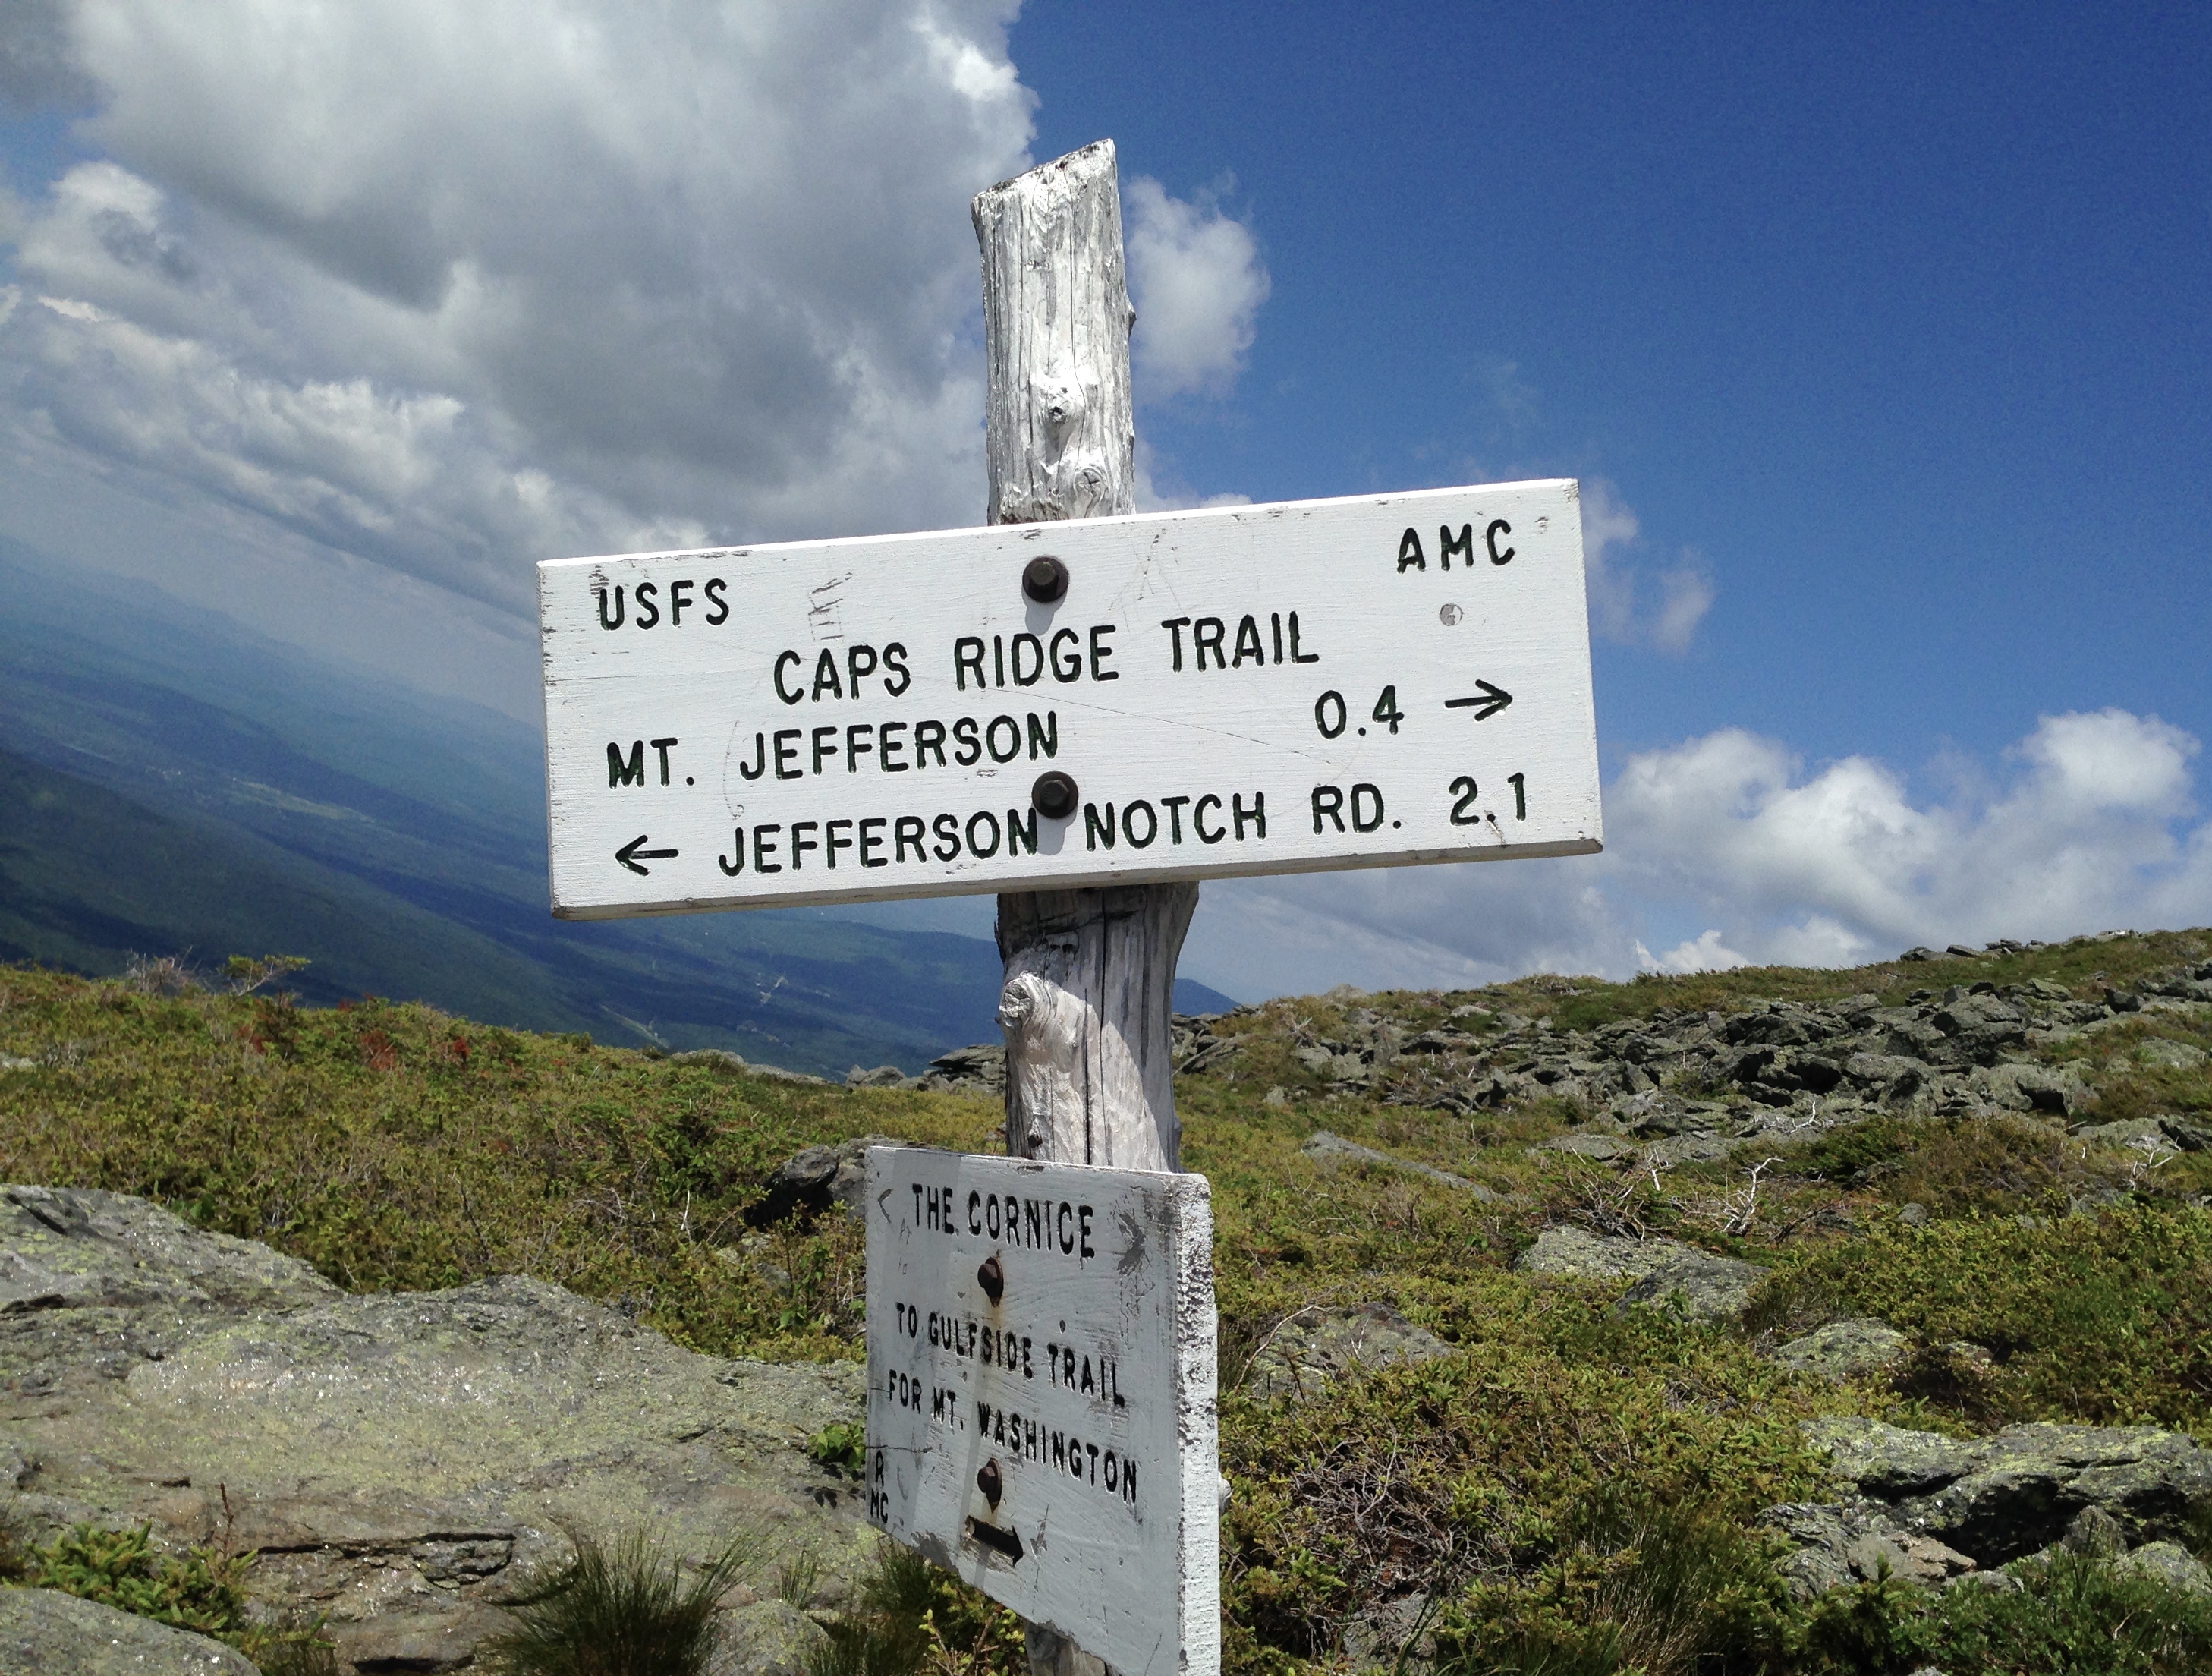 USFS AMC
CAPS RIDGE TRAIL
MT. JEFFERSON 0.4 →
← JEFFERSON NOTCH RD. 2.1
THE CORNICE
TO GULFSIDE TRAIL
FOR MT. WASHINGTON
R
MC
→